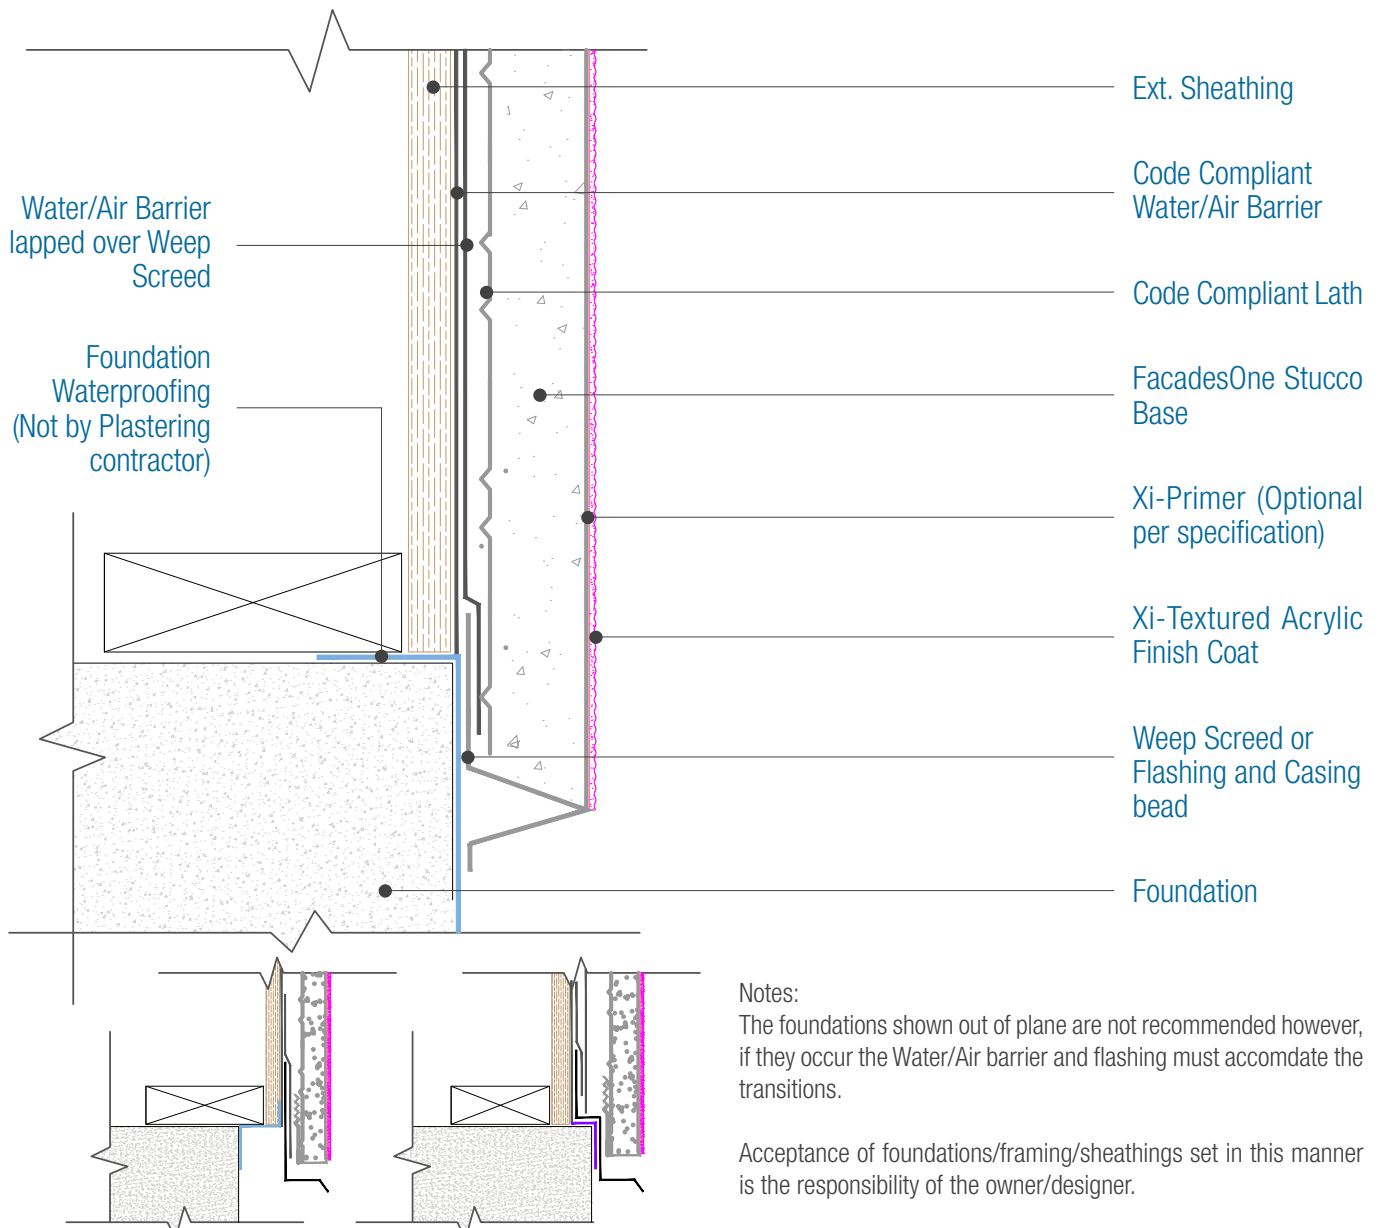 Ext. Sheathing
Code Compliant
Water/Air Barrier
Water/Air Barrier
lapped over Weep
Screed
Code Compliant Lath
Foundation
Waterproofing
(Not by Plastering
contractor)
FacadesOne Stucco
Base
Xi-Primer (Optional
per specification)
Xi-Textured Acrylic
Finish Coat
Weep Screed or
Flashing and Casing
bead
Foundation
Notes:
The foundations shown out of plane are not recommended however,
if they occur the Water/Air barrier and flashing must accomdate the
transitions.
Acceptance of foundations/framing/sheathings set in this manner
is the responsibility of the owner/designer.